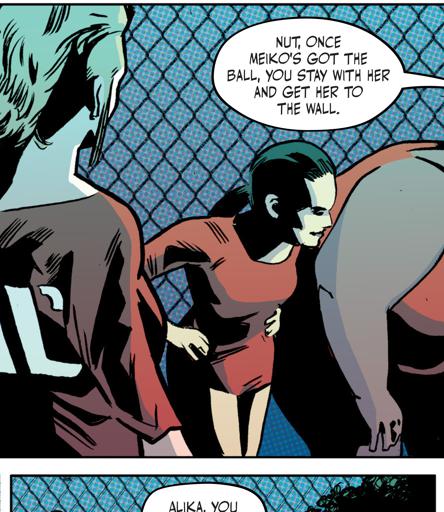 NUT, ONCE
MEIKO'S GOT THE
BALL, YOU STAY WITH HER
AND GET HER TO
THE WALL.
ALIKA, YOU